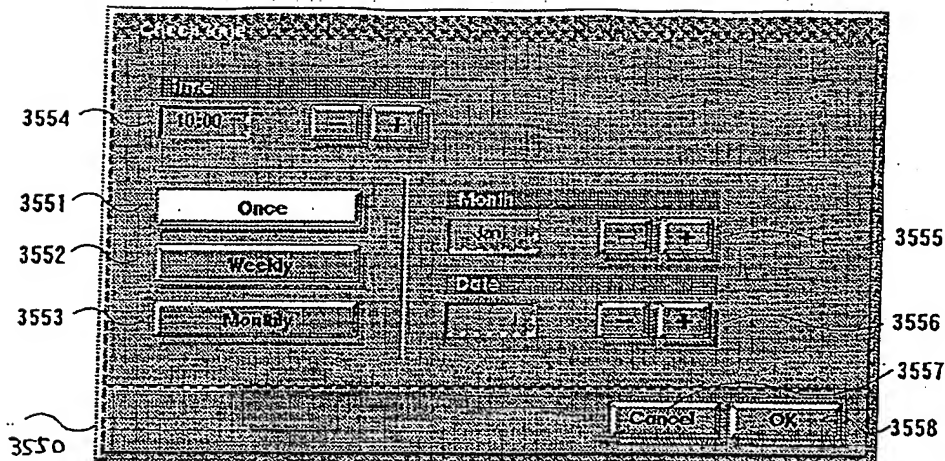 Time
3554
10:00
- +
3551
Once
Month
Jan
- +
3555
3552
Weekly
Date
3553
Monthly
- +
3556
3557
Cancel
OK
3558
3550